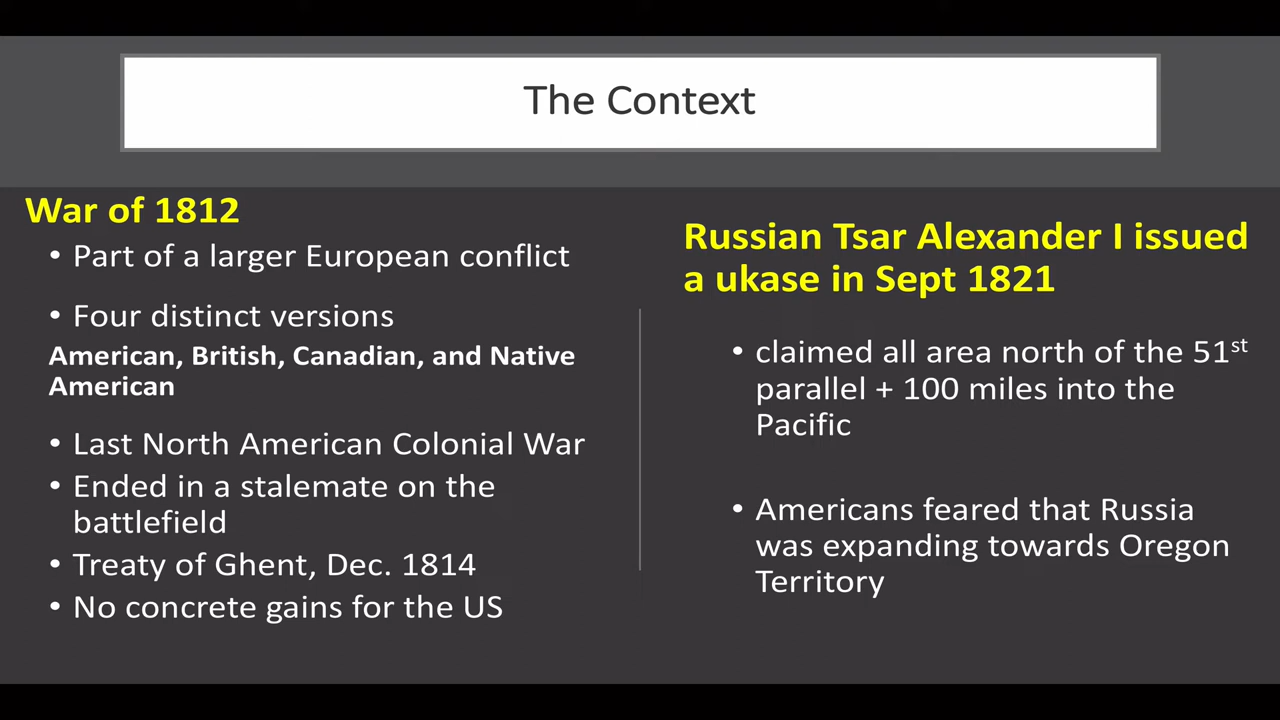 The Context
War of 1812
• Part of a larger European conflict
• Four distinct versions
American, British, Canadian, and Native
American
• Last North American Colonial War
• Ended in a stalemate on the
battlefield
• Treaty of Ghent, Dec. 1814
• No concrete gains for the US
Russian Tsar Alexander I issued
a ukase in Sept 1821
• claimed all area north of the 51st
parallel + 100 miles into the
Pacific
• Americans feared that Russia
was expanding towards Oregon
Territory